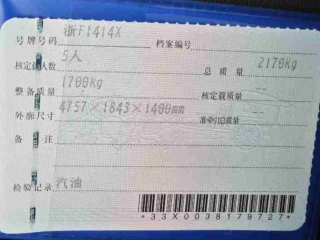 号牌号码 浙F1414X 档案编号
核定载人数 5人 总质量 2170kg
整备质量 1700kg 核定载质量 --
外廓尺寸 4757×1843×1400mm 准牵引总质量 --
备注
检验记录 汽油
*33X0038179727*